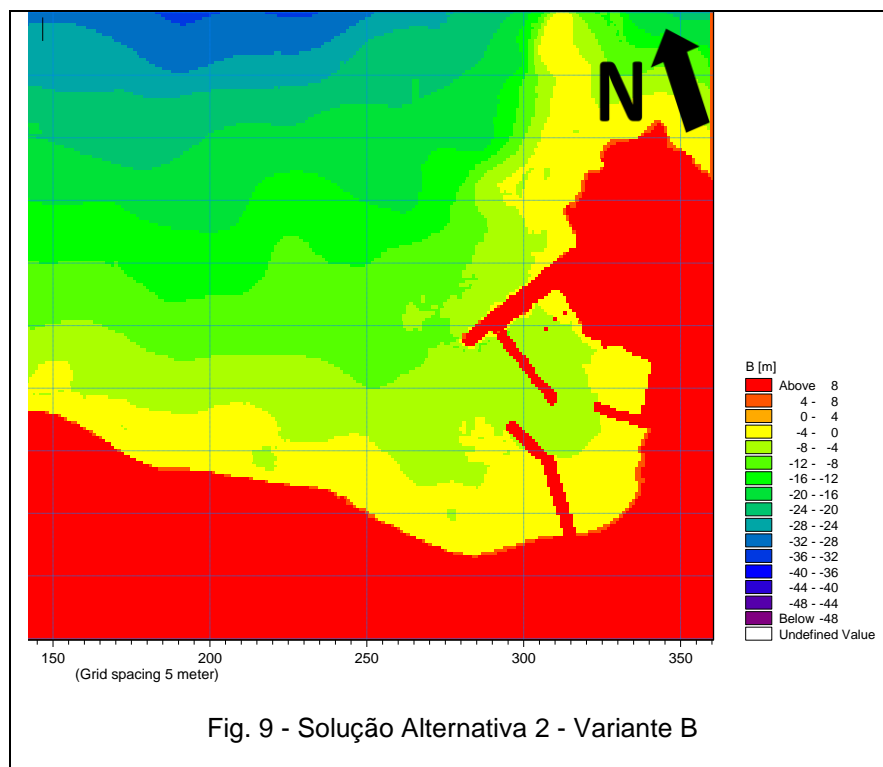 N
B [m]
Above 8
4 - 8
0 - 4
-4 - 0
-8 - -4
-12 - -8
-16 - -12
-20 - -16
-24 - -20
-28 - -24
-32 - -28
-36 - -32
-40 - -36
-44 - -40
-48 - -44
Below -48
Undefined Value
150 200 250 300 350
(Grid spacing 5 meter)
Fig. 9 - Solução Alternativa 2 - Variante B